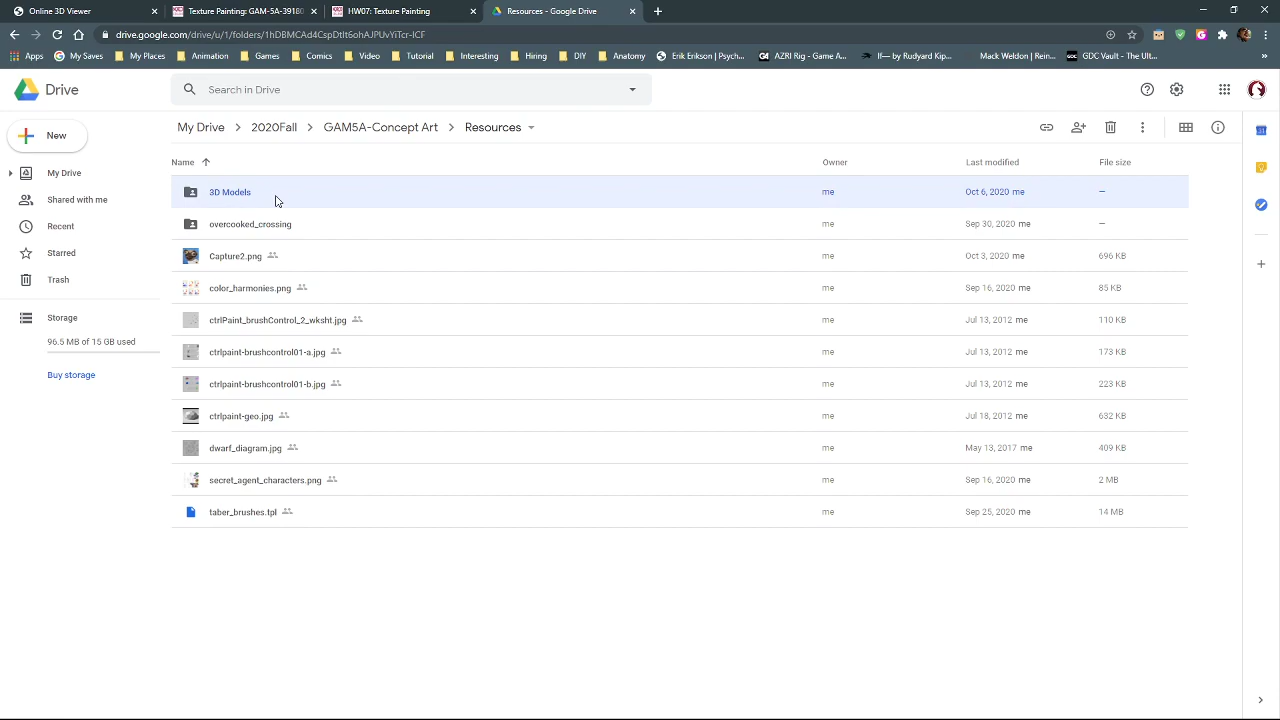 Online 3D Viewer
Texture Painting: GAM-5A-39180
HW07: Texture Painting
Resources - Google Drive
drive.google.com/drive/u/1/folders/
Apps
My Saves
My Places
Animation
Games
Comics
Video
Tutorial
Interesting
Hiring
DIY
Anatomy
Erik Erikson | Psych...
AZRI Rig - Game A...
If— by Rudyard Kip...
Mack Weldon | Rein...
GDC Vault - The Ult...
»
Drive
Search in Drive
New
My Drive > 2020Fall > GAM5A-Concept Art > Resources
My Drive
Shared with me
Recent
Starred
Trash
Storage
96.5 MB of 15 GB used
Buy storage
Name Owner Last modified File size
3D Models me Oct 6, 2020 me —
overcooked_crossing me Sep 30, 2020 me —
Capture2.png me Oct 3, 2020 me 696 KB
color_harmonies.png me Sep 16, 2020 me 85 KB
ctrlPaint_brushControl_2_wksht.jpg me Jul 13, 2012 me 110 KB
ctrlpaint-brushcontrol01-a.jpg me Jul 13, 2012 me 173 KB
ctrlpaint-brushcontrol01-b.jpg me Jul 13, 2012 me 223 KB
ctrlpaint-geo.jpg me Jul 18, 2012 me 632 KB
dwarf_diagram.jpg me May 13, 2017 me 409 KB
secret_agent_characters.png me Sep 16, 2020 me 2 MB
taber_brushes.tpl me Sep 25, 2020 me 14 MB